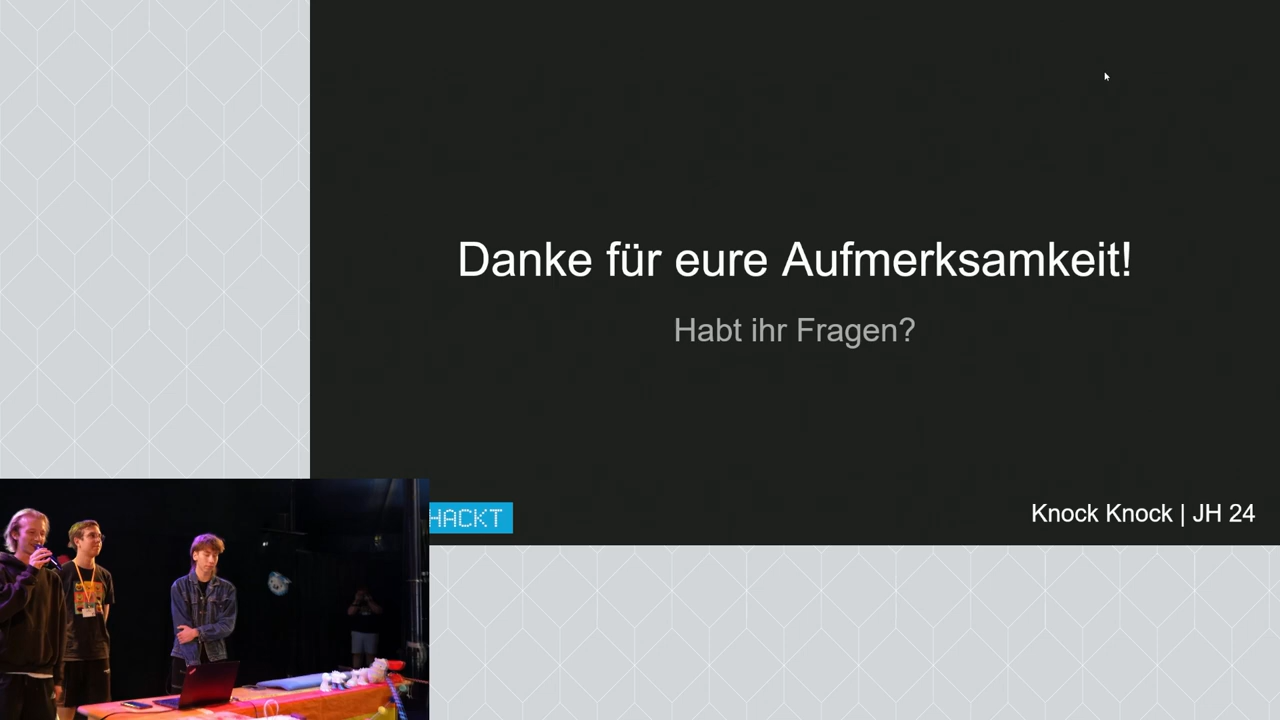 Danke für eure Aufmerksamkeit!
Habt ihr Fragen?
HACKT
Knock Knock | JH 24